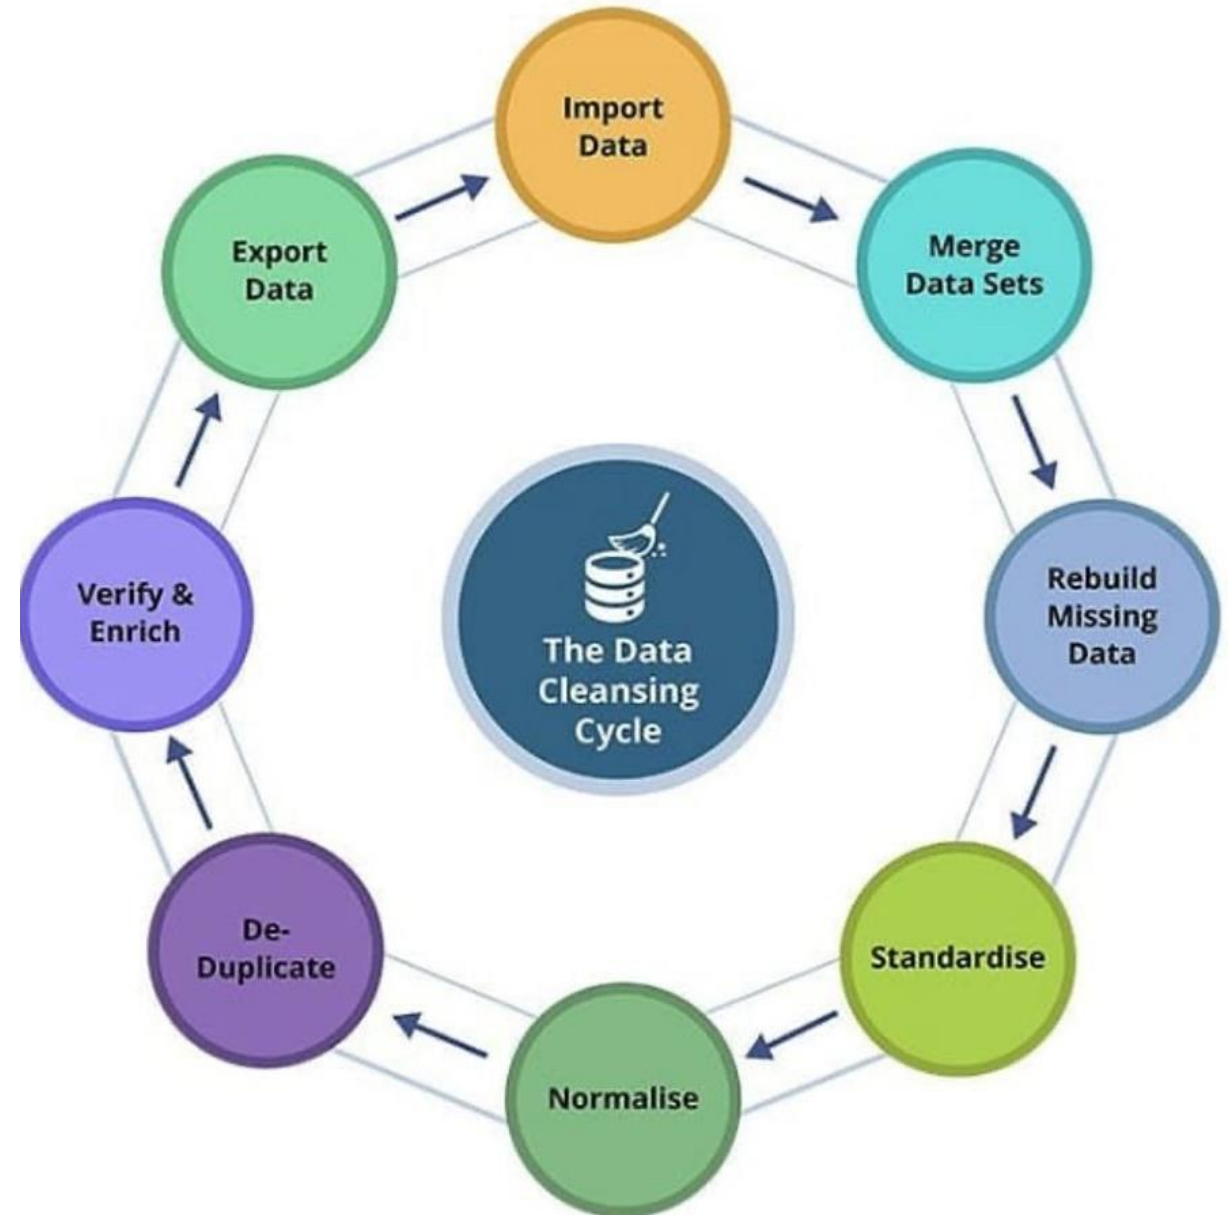 Import
Data
Merge
Data Sets
Rebuild
Missing
Data
Standardise
Normalise
De-
Duplicate
Verify &
Enrich
Export
Data
The Data
Cleansing
Cycle